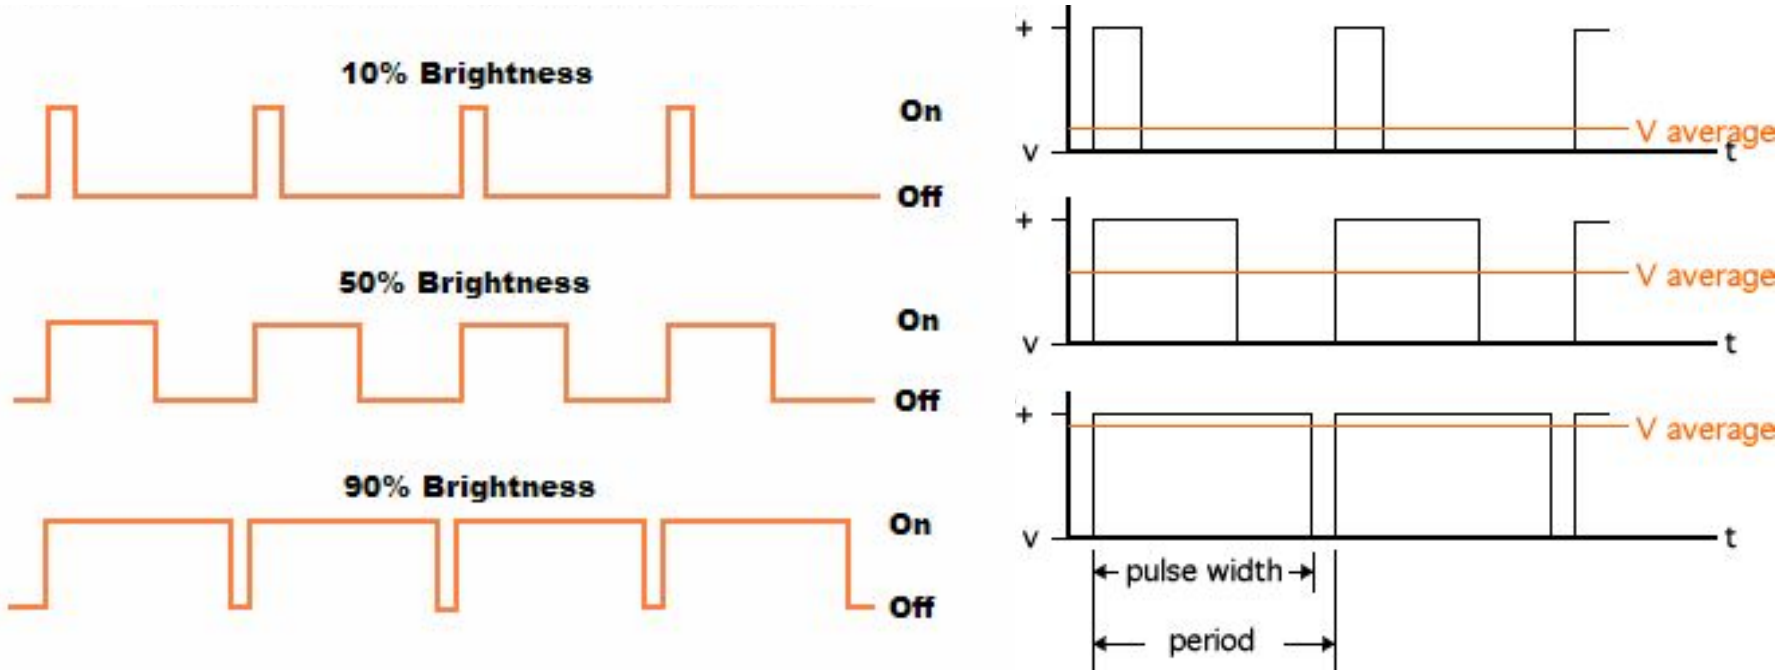 10% Brightness
On
Off
50% Brightness
On
Off
90% Brightness
On
Off
+
V average
v
t
+
V average
v
t
+
V average
v
t
pulse width
period